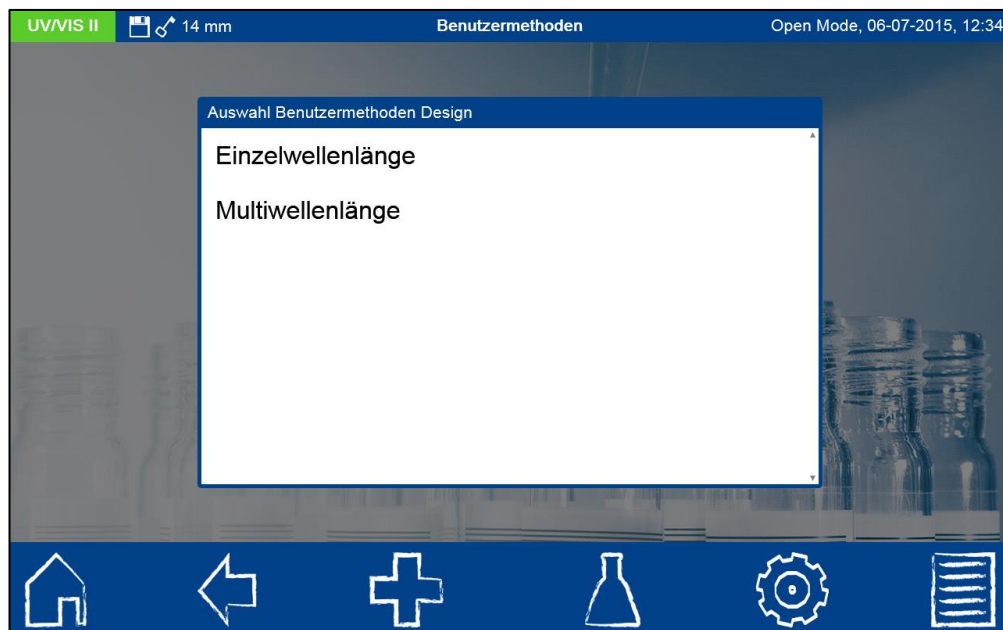 UV/VIS II 14 mm Benutzermethoden Open Mode, 06-07-2015, 12:34
Auswahl Benutzermethoden Design
Einzelwellenlänge
Multiwellenlänge